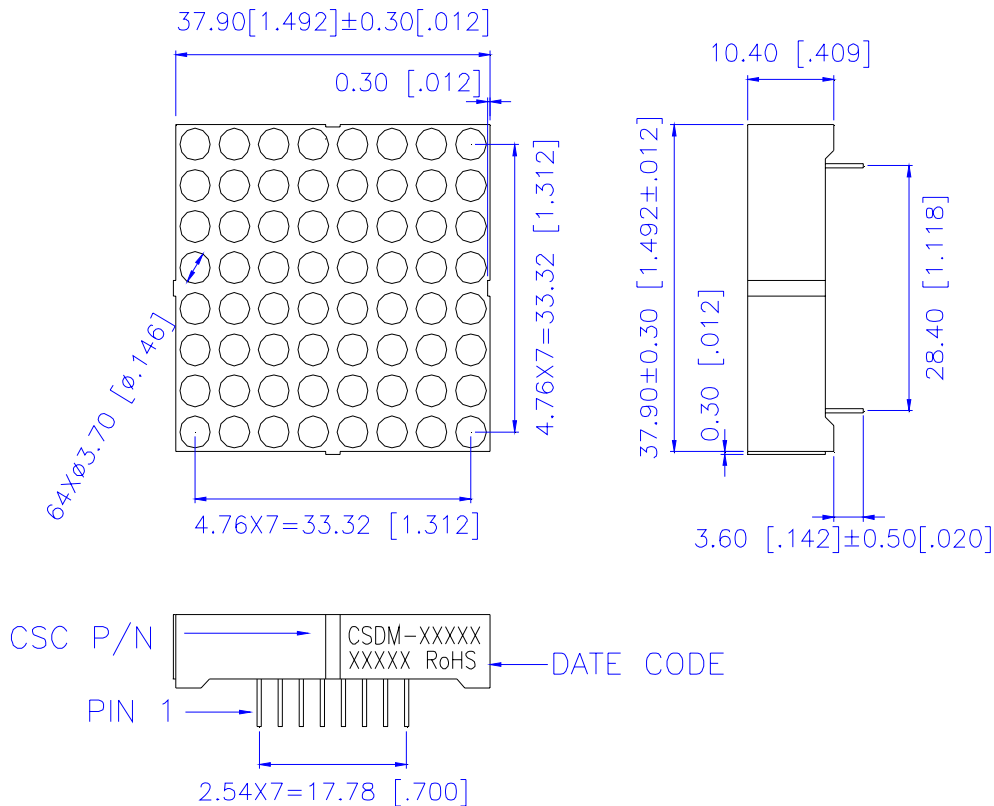 37.90[1.492]±0.30[.012]
0.30 [.012]
10.40 [.409]
4.76X7=33.32 [1.312]
37.90±0.30 [1.492±.012]
0.30 [.012]
28.40 [1.118]
64Xø3.70 [ø.146]
4.76X7=33.32 [1.312]
3.60 [.142]±0.50[.020]
CSC P/N
CSDM-XXXXX
XXXXX RoHS
DATE CODE
PIN 1
2.54X7=17.78 [.700]